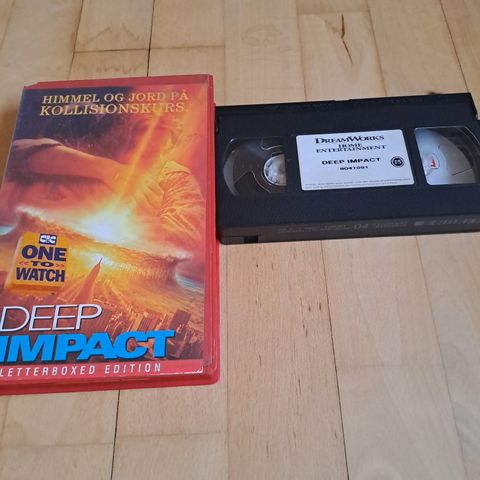 HIMMEL OG JORD PÅ
KOLLISIONSKURS.
CIC
ONE
TO
WATCH
DEEP
IMPACT
LETTERBOXED EDITION
DREAMWORKS
HOME
ENTERTAINMENT
DEEP IMPACT
8041091
15